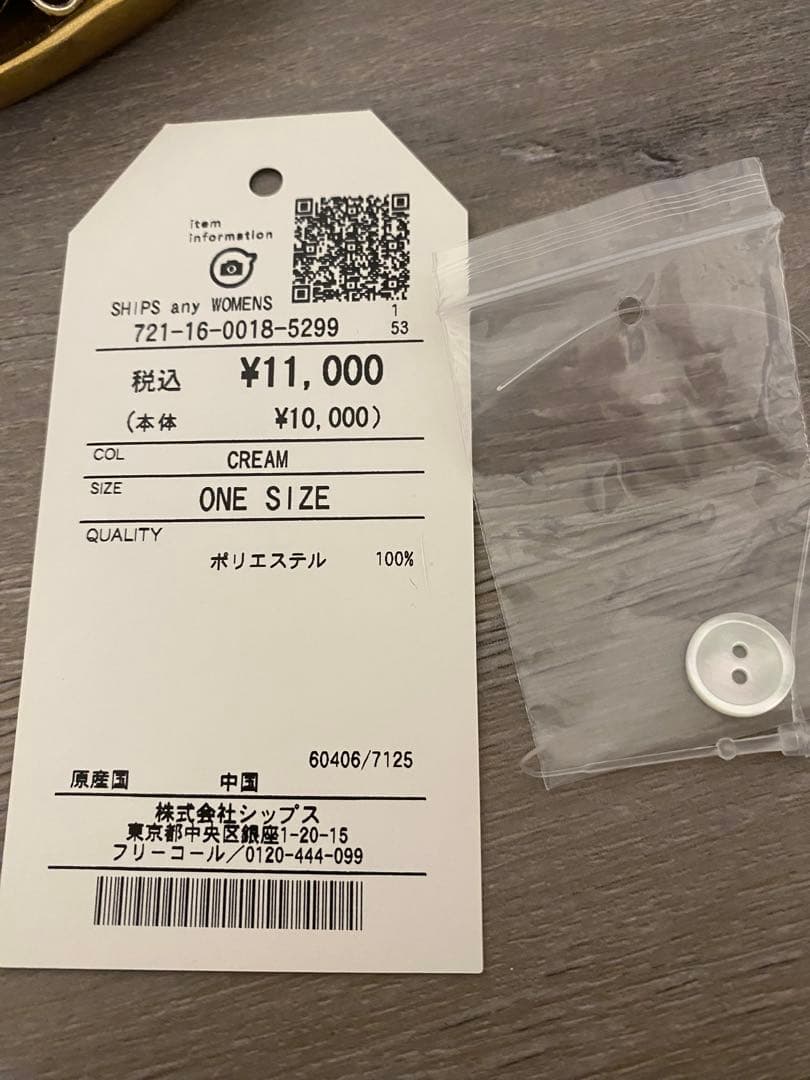 item
information
SHIPS any WOMENS
1
721-16-0018-5299
53
税込 ¥11,000
(本体 ¥10,000)
COL CREAM
SIZE ONE SIZE
QUALITY
ポリエステル 100%
60406/7125
原産国 中国
株式会社シップス
東京都中央区銀座1-20-15
フリーコール/0120-444-099